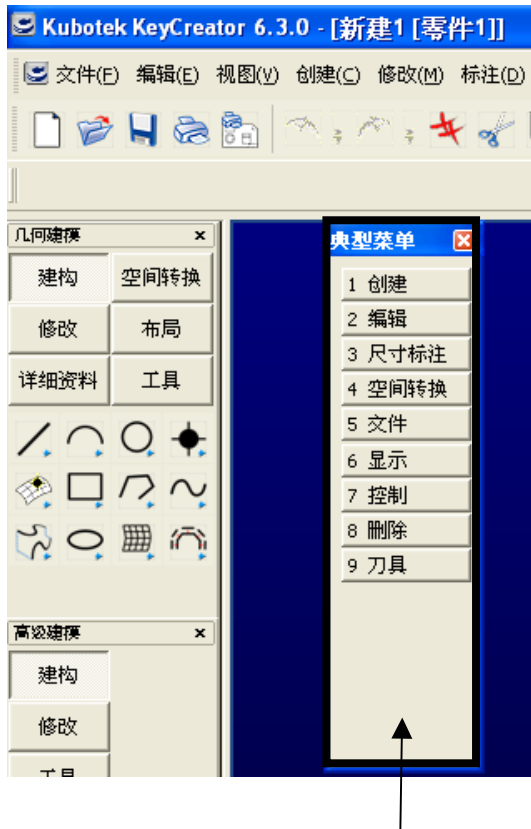 Kubotek KeyCreator 6.3.0 - [新建1 [零件1]]
文件(F) 编辑(E) 视图(V) 创建(C) 修改(M) 标注(D)
几何建模
建构 空间转换
修改 布局
详细资料 工具
高级建模
建构
修改
工具
典型菜单
1 创建
2 编辑
3 尺寸标注
4 空间转换
5 文件
6 显示
7 控制
8 删除
9 刀具